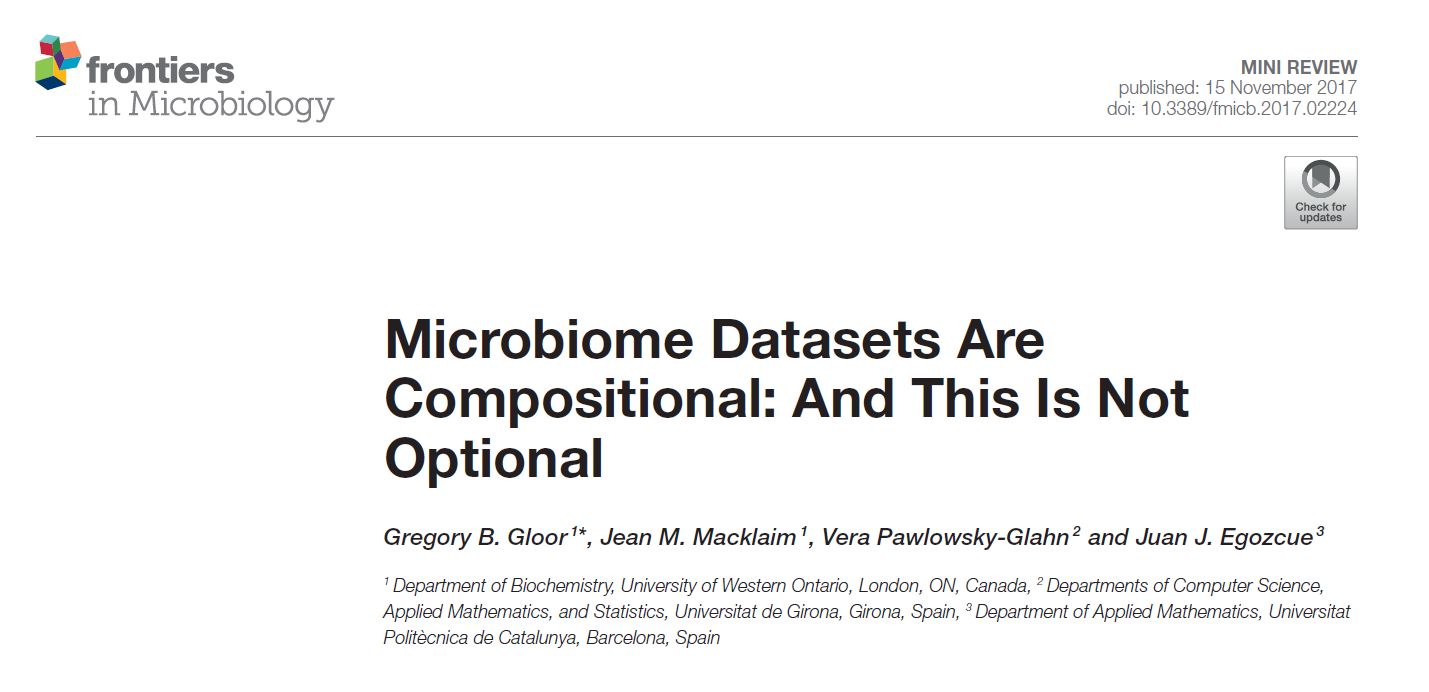 frontiers
in Microbiology
MINI REVIEW
published: 15 November 2017
doi: 10.3389/fmicb.2017.02224
Check for
updates
Microbiome Datasets Are
Compositional: And This Is Not
Optional
Gregory B. Gloor 1*, Jean M. Macklaim 1, Vera Pawlowsky-Glahn 2 and Juan J. Egozcue 3
1 Department of Biochemistry, University of Western Ontario, London, ON, Canada, 2 Departments of Computer Science,
Applied Mathematics, and Statistics, Universitat de Girona, Girona, Spain, 3 Department of Applied Mathematics, Universitat
Politècnica de Catalunya, Barcelona, Spain